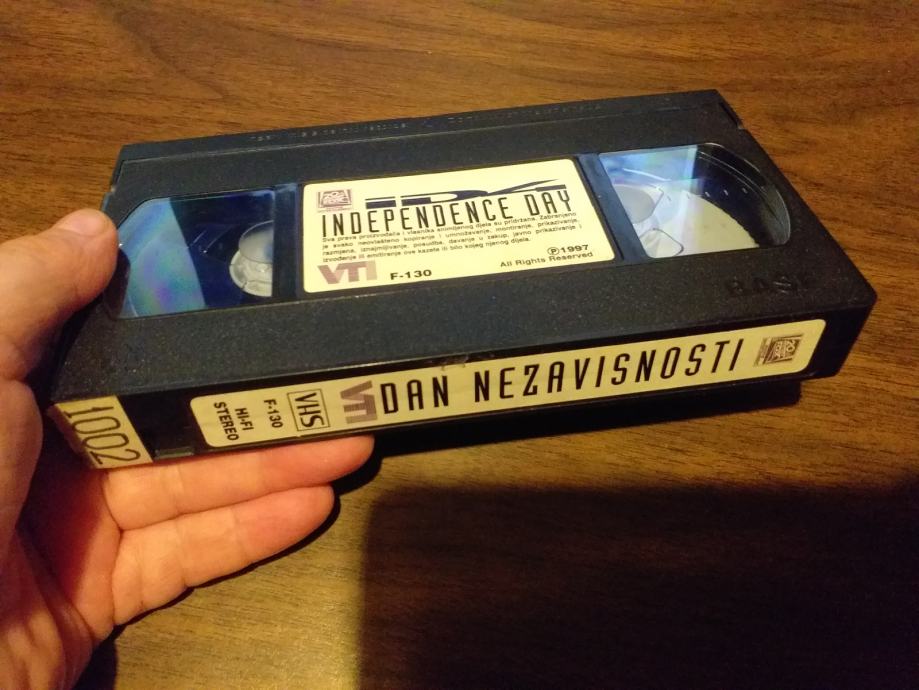 ID4
INDEPENDENCE DAY
Sva prava proizvođača i vlasnika snimljenog djela su pridržana. Zabranjeno
je svako neovlašteno kopiranje i umnožavanje, montiranje, prikazivanje,
razmjena, iznajmljivanje, posudba, davanje u zakup, javno prikazivanje i
izvođenje ili emitiranje ove kazete ili bilo kojeg njenog dijela.
VTI F-130
Ⓟ1997
All Rights Reserved
BASF
1002
HI-FI
STEREO
F-130
VHS
VTI
DAN NEZAVISNOSTI